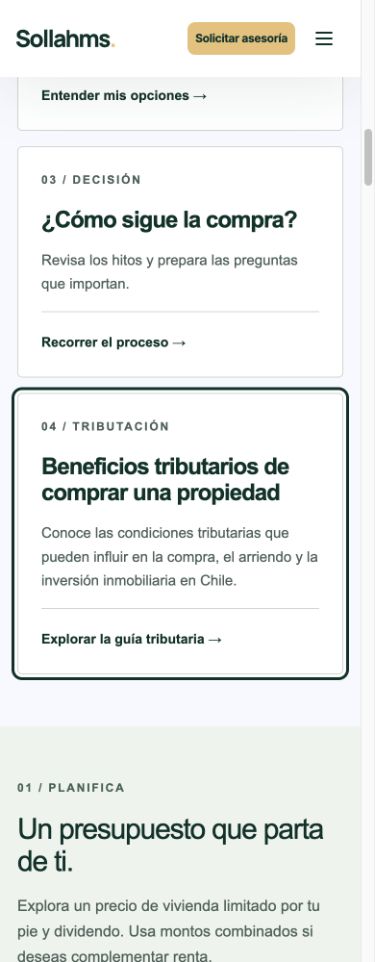 Sollahms.
Solicitar asesoría
Entender mis opciones →
03 / DECISIÓN
¿Cómo sigue la compra?
Revisa los hitos y prepara las preguntas
que importan.
Recorrer el proceso →
04 / TRIBUTACIÓN
Beneficios tributarios de
comprar una propiedad
Conoce las condiciones tributarias que
pueden influir en la compra, el arriendo y la
inversión inmobiliaria en Chile.
Explorar la guía tributaria →
01 / PLANIFICA
Un presupuesto que parta
de ti.
Explora un precio de vivienda limitado por tu
pie y dividendo. Usa montos combinados si
deseas complementar renta.